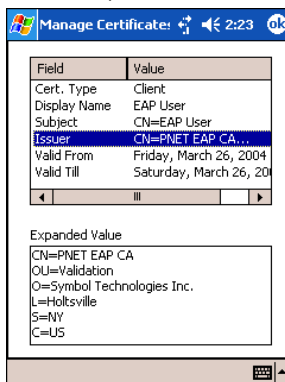 Manage Certificates 2:23 ok
Field Value
Cert. Type Client
Display Name EAP User
Subject CN=EAP User
Issuer CN=PNET EAP CA...
Valid From Friday, March 26, 2004
Valid Till Saturday, March 26, 20
Expanded Value
CN=PNET EAP CA
OU=Validation
O=Symbol Technologies Inc.
L=Holtsville
S=NY
C=US